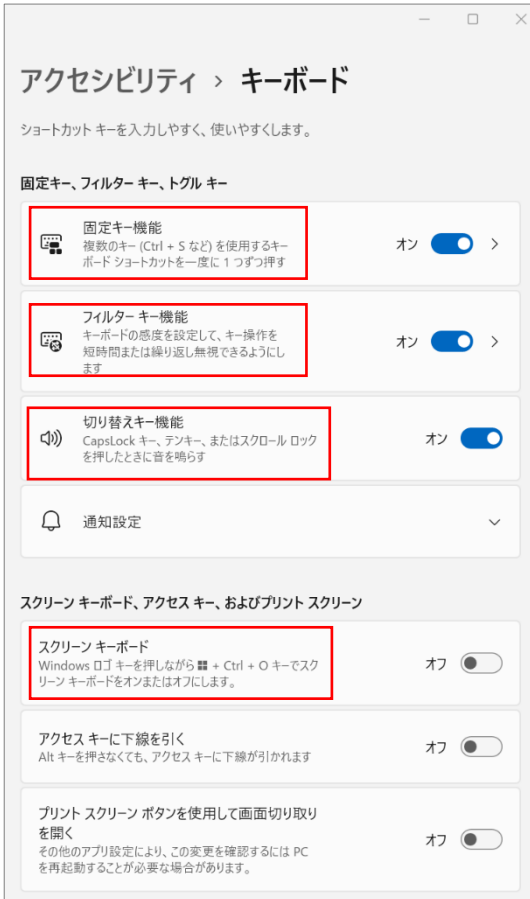 アクセシビリティ › キーボード
ショートカット キーを入力しやすく、使いやすくします。
固定キー、フィルター キー、トグル キー
固定キー機能
複数のキー (Ctrl + S など) を使用するキー
ボード ショートカットを一度に 1 つずつ押す
オン
フィルター キー機能
キーボードの感度を設定して、キー操作を
短時間または繰り返し無視できるようにし
ます
オン
切り替えキー機能
CapsLock キー、テンキー、またはスクロール ロック
を押したときに音を鳴らす
オン
通知設定
スクリーン キーボード、アクセス キー、およびプリント スクリーン
スクリーン キーボード
Windows ロゴ キーを押しながら + Ctrl + O キーでスク
リーン キーボードをオンまたはオフにします。
オフ
アクセス キーに下線を引く
Alt キーを押さなくても、アクセス キーに下線が引かれます
オフ
プリント スクリーン ボタンを使用して画面切り取り
を開く
その他のアプリ設定により、この変更を確認するには PC
を再起動することが必要な場合があります。
オフ